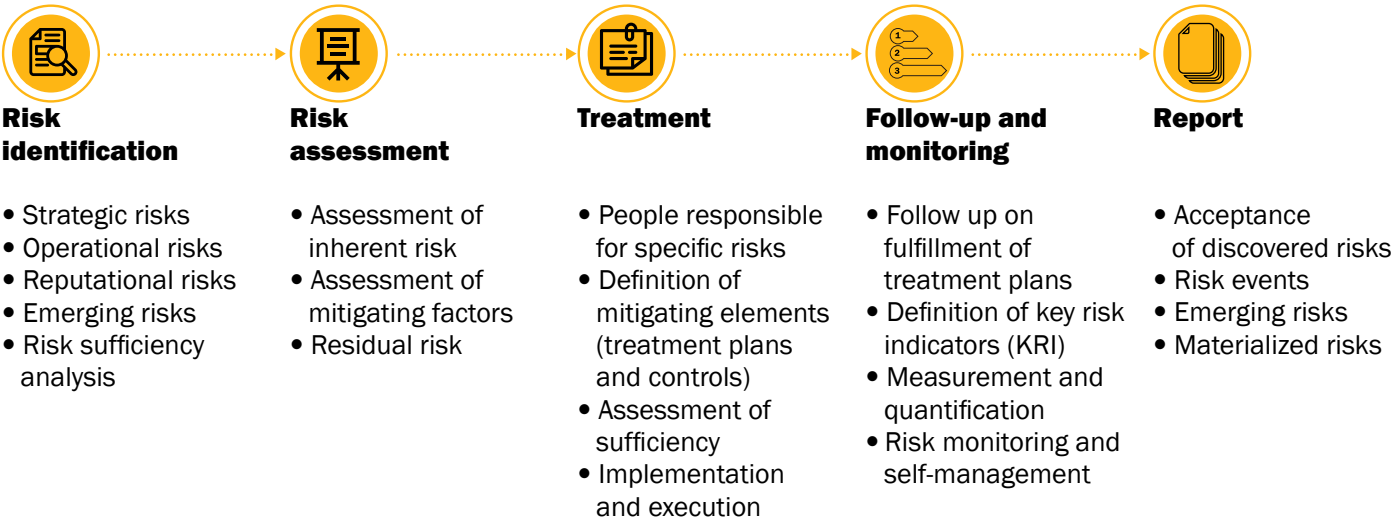 Risk
identification
• Strategic risks
• Operational risks
• Reputational risks
• Emerging risks
• Risk sufficiency
analysis
Risk
assessment
• Assessment of
inherent risk
• Assessment of
mitigating factors
• Residual risk
Treatment
• People responsible
for specific risks
• Definition of
mitigating elements
(treatment plans
and controls)
• Assessment of
sufficiency
• Implementation
and execution
1
2
3
Follow-up and
monitoring
• Follow up on
fulfillment of
treatment plans
• Definition of key risk
indicators (KRI)
• Measurement and
quantification
• Risk monitoring and
self-management
Report
• Acceptance
of discovered risks
• Risk events
• Emerging risks
• Materialized risks